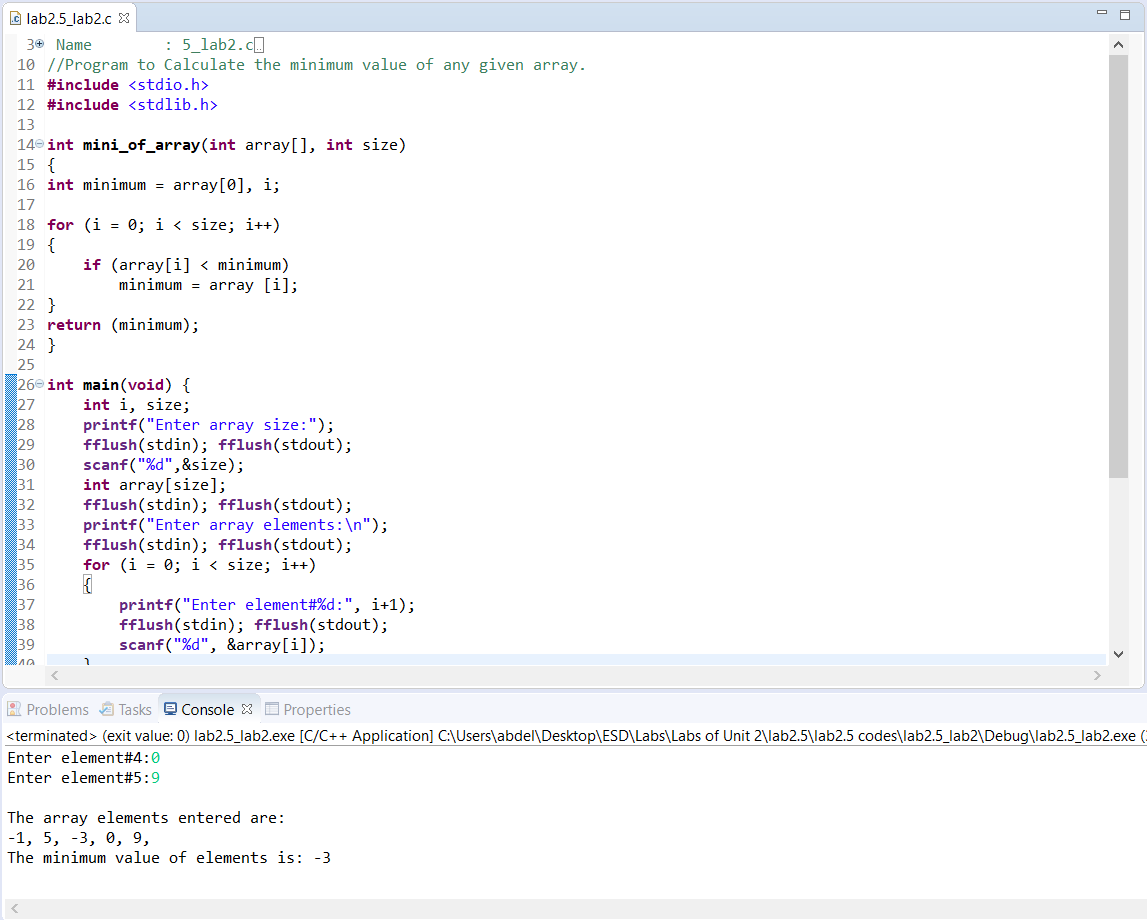 lab2.5_lab2.c
3 Name        : 5_lab2.c
10 //Program to Calculate the minimum value of any given array.
11 #include <stdio.h>
12 #include <stdlib.h>
13
14 int mini_of_array(int array[], int size)
15 {
16 int minimum = array[0], i;
17
18 for (i = 0; i < size; i++)
19 {
20     if (array[i] < minimum)
21         minimum = array [i];
22 }
23 return (minimum);
24 }
25
26 int main(void) {
27     int i, size;
28     printf("Enter array size:");
29     fflush(stdin); fflush(stdout);
30     scanf("%d",&size);
31     int array[size];
32     fflush(stdin); fflush(stdout);
33     printf("Enter array elements:\n");
34     fflush(stdin); fflush(stdout);
35     for (i = 0; i < size; i++)
36     {
37         printf("Enter element#%d:", i+1);
38         fflush(stdin); fflush(stdout);
39         scanf("%d", &array[i]);
40     }
Problems Tasks Console Properties
<terminated> (exit value: 0) lab2.5_lab2.exe [C/C++ Application] C:\Users\abdel\Desktop\ESD\Labs\Labs of Unit 2\lab2.5\lab2.5 codes\lab2.5_lab2\Debug\lab2.5_lab2.exe (
Enter element#4:0
Enter element#5:9
The array elements entered are:
-1, 5, -3, 0, 9,
The minimum value of elements is: -3